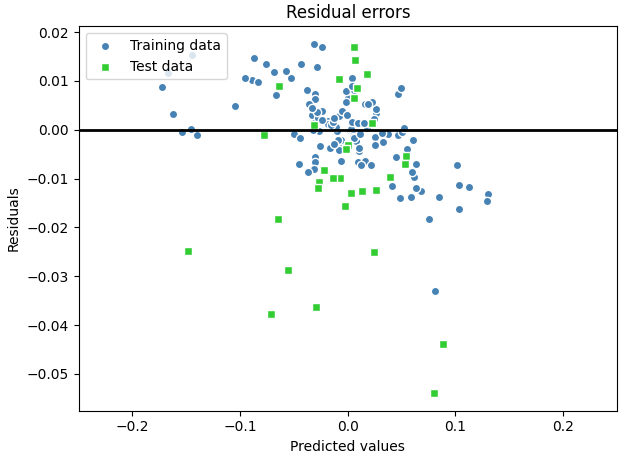 Residual errors
Training data
Test data
0.02
0.01
0.00
−0.01
−0.02
−0.03
−0.04
−0.05
Residuals
−0.2
−0.1
0.0
0.1
0.2
Predicted values